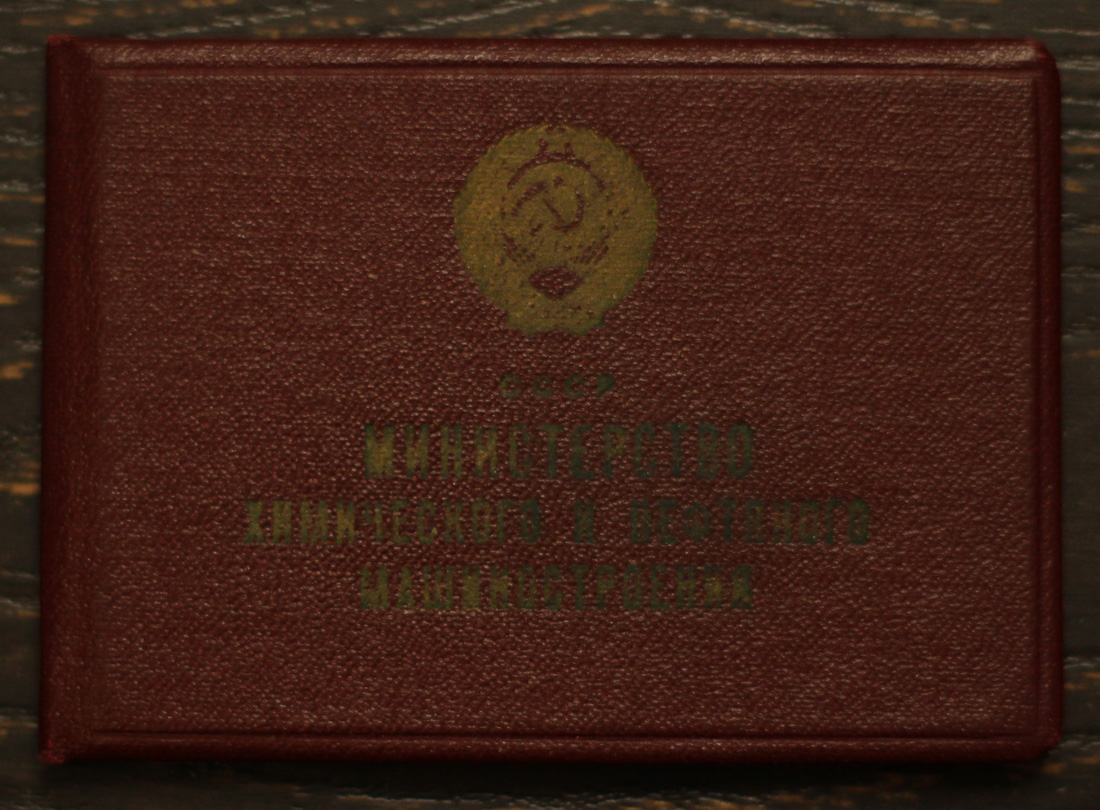 СССР
МИНИСТЕРСТВО
ХИМИЧЕСКОГО И НЕФТЯНОГО
МАШИНОСТРОЕНИЯ